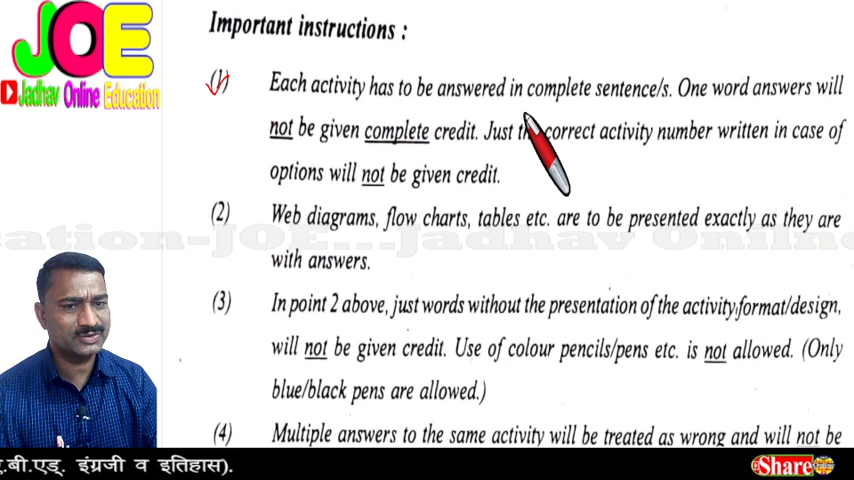 JOE
Jadhav Online Education
Important instructions :
(1) Each activity has to be answered in complete sentence/s. One word answers will
not be given complete credit. Just correct activity number written in case of
options will not be given credit.
(2) Web diagrams, flow charts, tables etc. are to be presented exactly as they are
with answers.
(3) In point 2 above, just words without the presentation of the activity format/design,
will not be given credit. Use of colour pencils/pens etc. is not allowed. (Only
blue/black pens are allowed.)
(4) Multiple answers to the same activity will be treated as wrong and will not be
cation-JOE...Jadhav Onilne
ए.बी.एड्. इंग्रजी व इतिहास).
Share